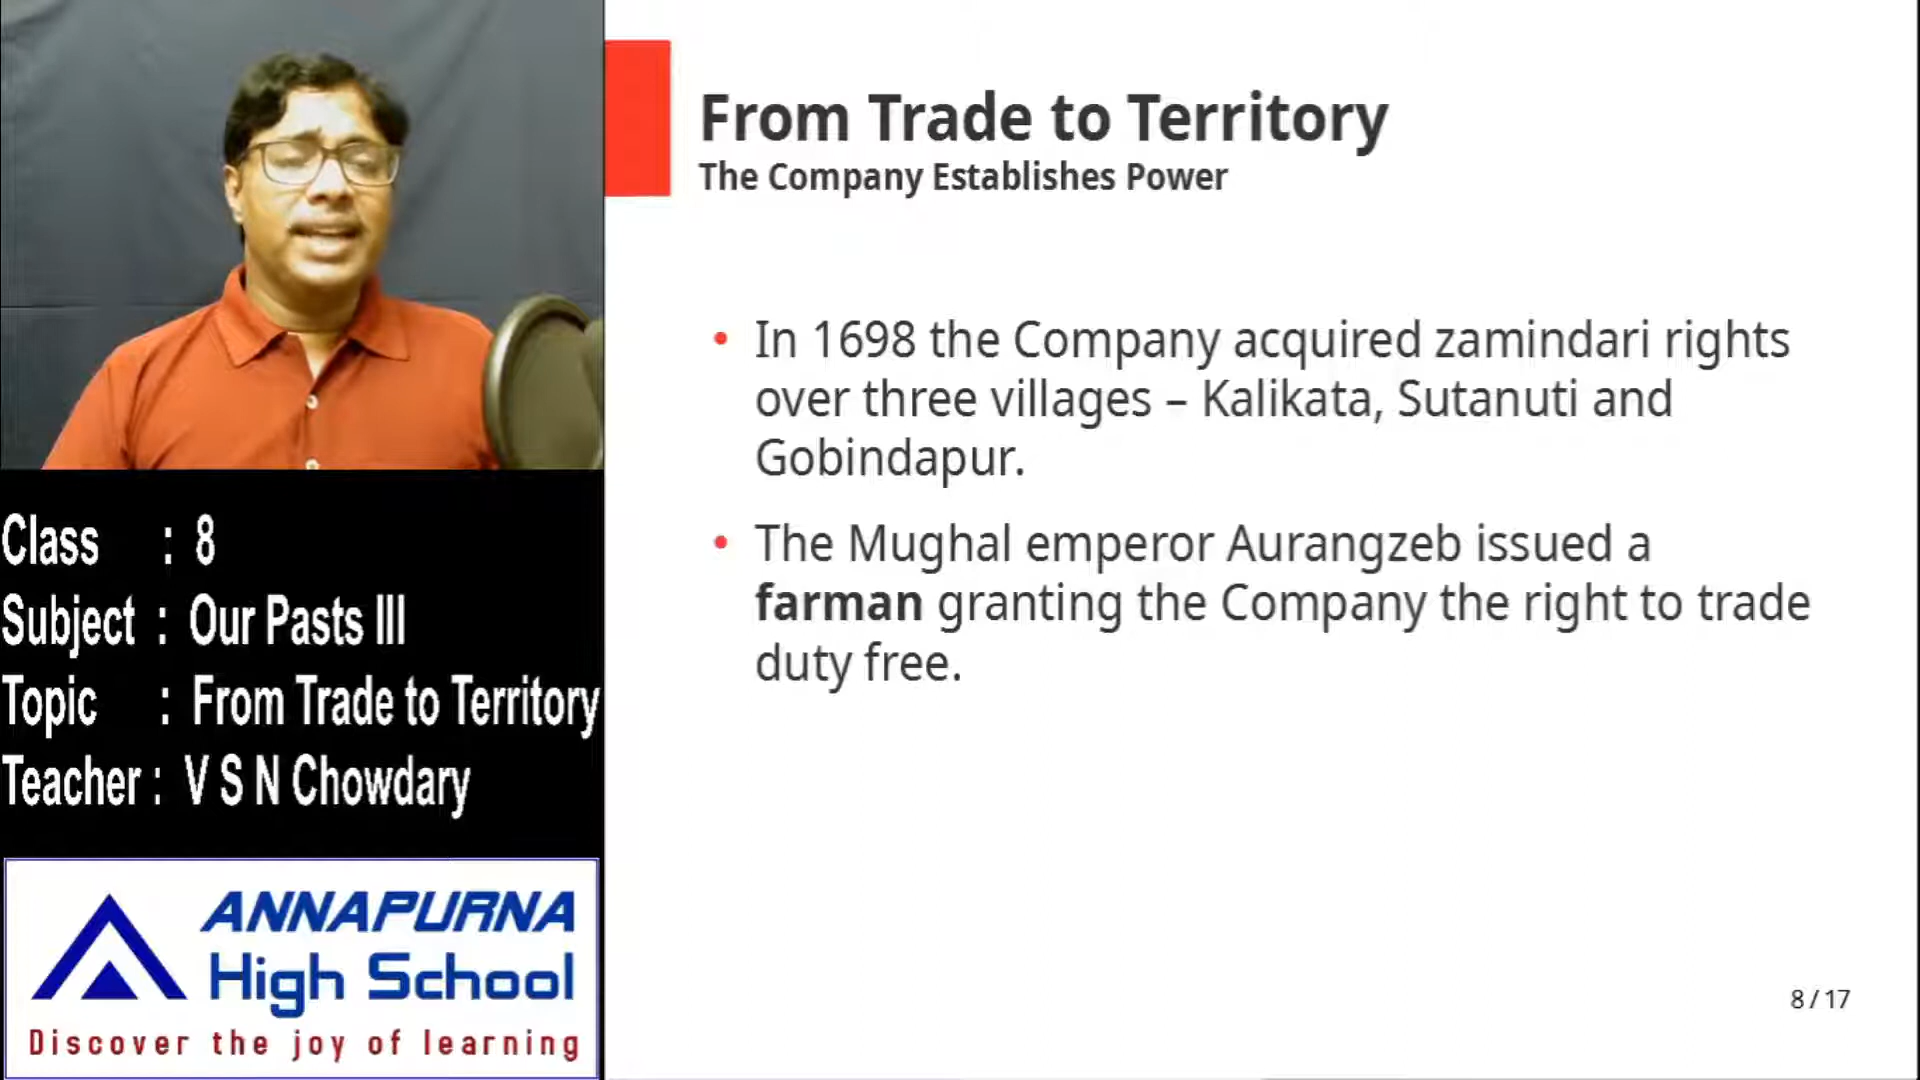 From Trade to Territory
The Company Establishes Power
• In 1698 the Company acquired zamindari rights
over three villages – Kalikata, Sutanuti and
Gobindapur.
• The Mughal emperor Aurangzeb issued a
farman granting the Company the right to trade
duty free.
8 / 17
Class : 8
Subject : Our Pasts III
Topic : From Trade to Territory
Teacher : V S N Chowdary
ANNAPURNA
High School
Discover the joy of learning